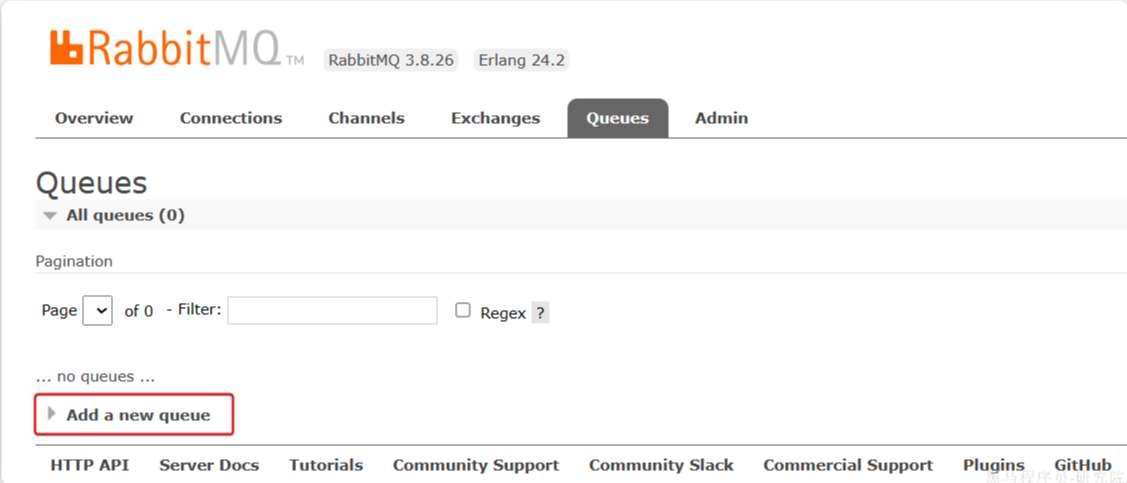 RabbitMQ TM RabbitMQ 3.8.26 Erlang 24.2
Overview Connections Channels Exchanges Queues Admin
Queues
All queues (0)
Pagination
Page of 0 - Filter: Regex ?
... no queues ...
Add a new queue
HTTP API Server Docs Tutorials Community Support Community Slack Commercial Support Plugins GitHub